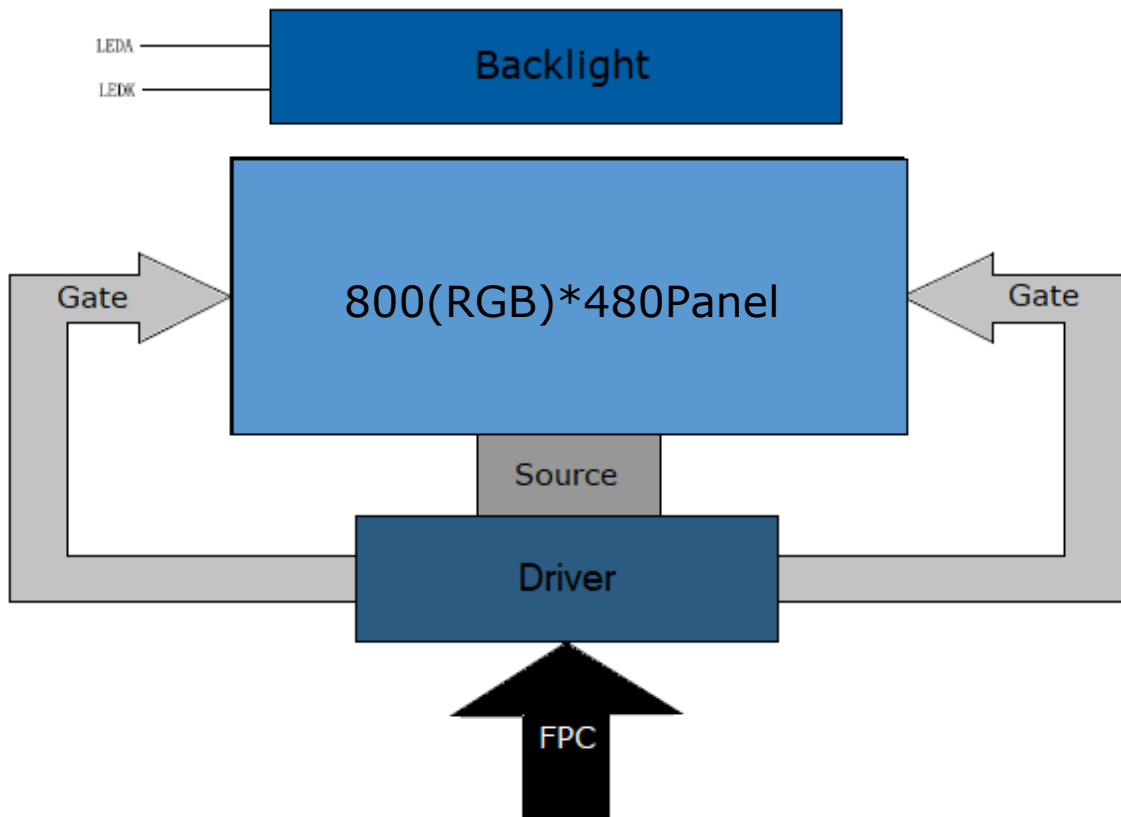 LEDA
LEDK
Backlight
Gate
800(RGB)*480Panel
Gate
Source
Driver
FPC